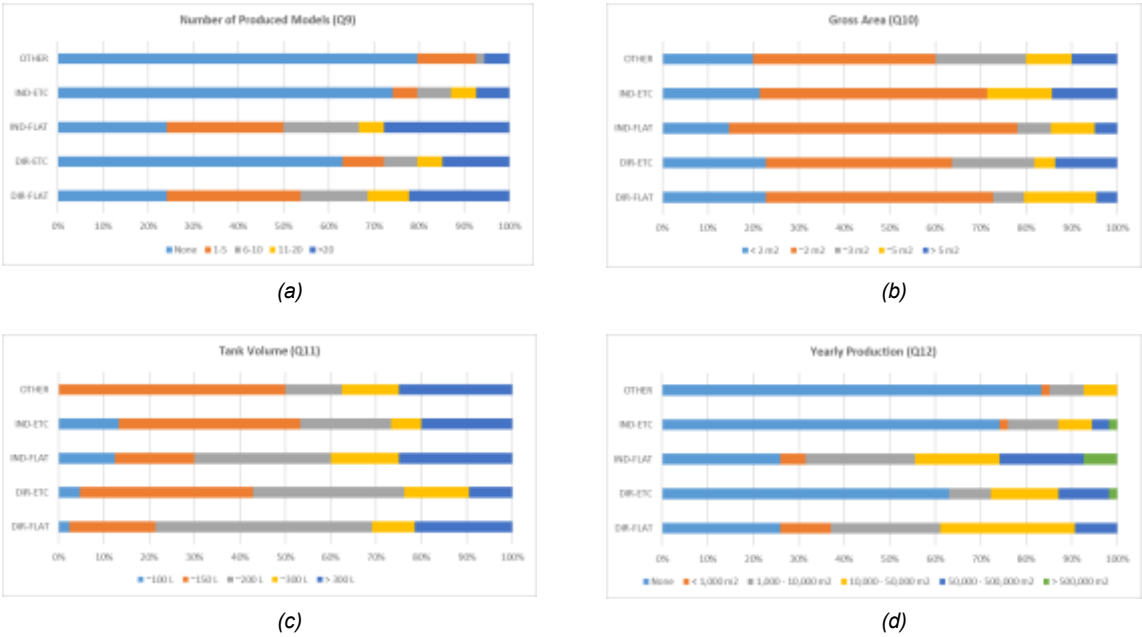 Number of Produced Models (Q9)
OTHER
IND-ETC
IND-FLAT
DIR-ETC
DIR-FLAT
0% 10% 20% 30% 40% 50% 60% 70% 80% 90% 100%
None 1-5 6-10 11-20 >20
(a)
Gross Area (Q10)
OTHER
IND-ETC
IND-FLAT
DIR-ETC
DIR-FLAT
0% 10% 20% 30% 40% 50% 60% 70% 80% 90% 100%
< 2 m2 ~2 m2 ~3 m2 ~5 m2 > 5 m2
(b)
Tank Volume (Q11)
OTHER
IND-ETC
IND-FLAT
DIR-ETC
DIR-FLAT
0% 10% 20% 30% 40% 50% 60% 70% 80% 90% 100%
~100 L ~150 L ~200 L ~300 L > 300 L
(c)
Yearly Production (Q12)
OTHER
IND-ETC
IND-FLAT
DIR-ETC
DIR-FLAT
0% 10% 20% 30% 40% 50% 60% 70% 80% 90% 100%
None < 1,000 m2 1,000 - 10,000 m2 10,000 - 50,000 m2 50,000 - 500,000 m2 > 500,000 m2
(d)